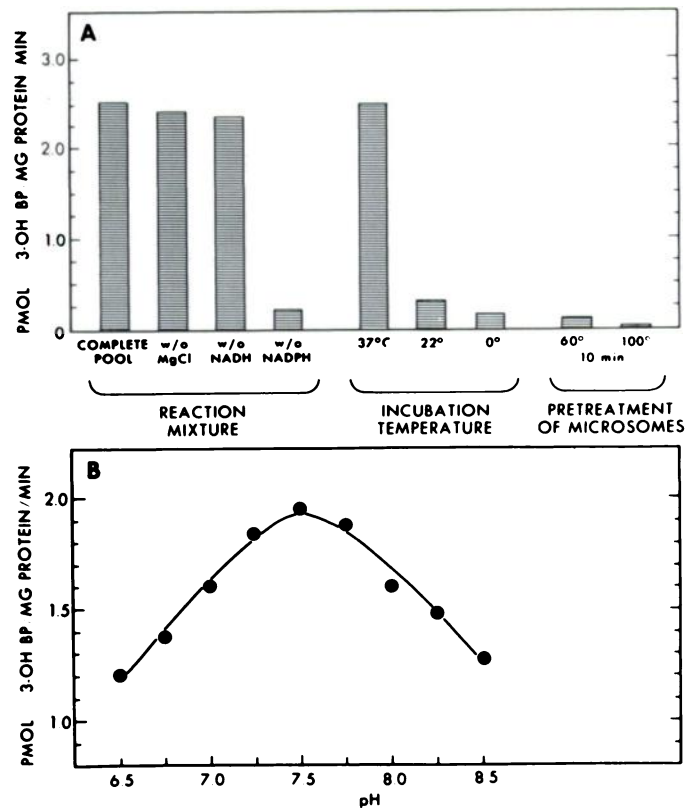 A
PMOL 3-OH BP MG PROTEIN MIN
3.0
2.0
1.0
0
COMPLETE POOL
w/o MgCl
w/o NADH
w/o NADPH
37°C
22°
0°
60°
100°
10 min
REACTION MIXTURE
INCUBATION TEMPERATURE
PRETREATMENT OF MICROSOMES
B
PMOL 3-OH BP MG PROTEIN/MIN
2.0
1.5
1 0
6.5
7.0
7.5
8 0
8 5
pH